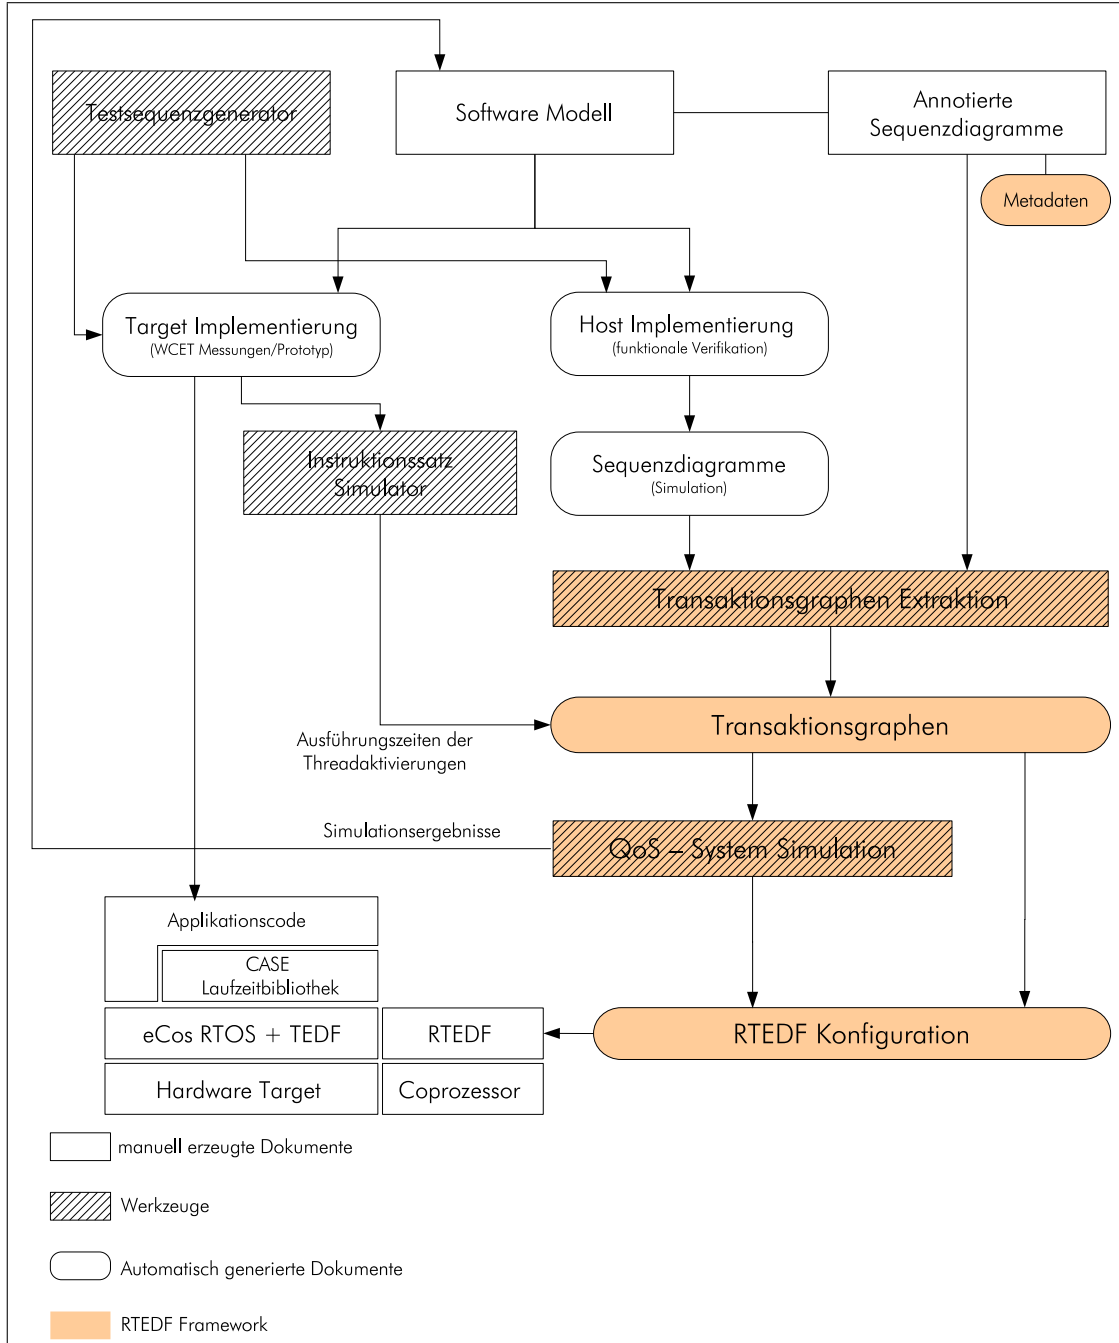 Testsequenzgenerator
Software Modell
Annotierte
Sequenzdiagramme
Metadaten
Target Implementierung
(WCET Messungen/Prototyp)
Host Implementierung
(funktionale Verifikation)
Instruktionssatz
Simulator
Sequenzdiagramme
(Simulation)
Transaktionsgraphen Extraktion
Transaktionsgraphen
Ausführungszeiten der
Threadaktivierungen
Simulationsergebnisse
QoS – System Simulation
Applikationscode
CASE
Laufzeitbibliothek
eCos RTOS + TEDF
RTEDF
RTEDF Konfiguration
Hardware Target
Coprozessor
manuell erzeugte Dokumente
Werkzeuge
Automatisch generierte Dokumente
RTEDF Framework